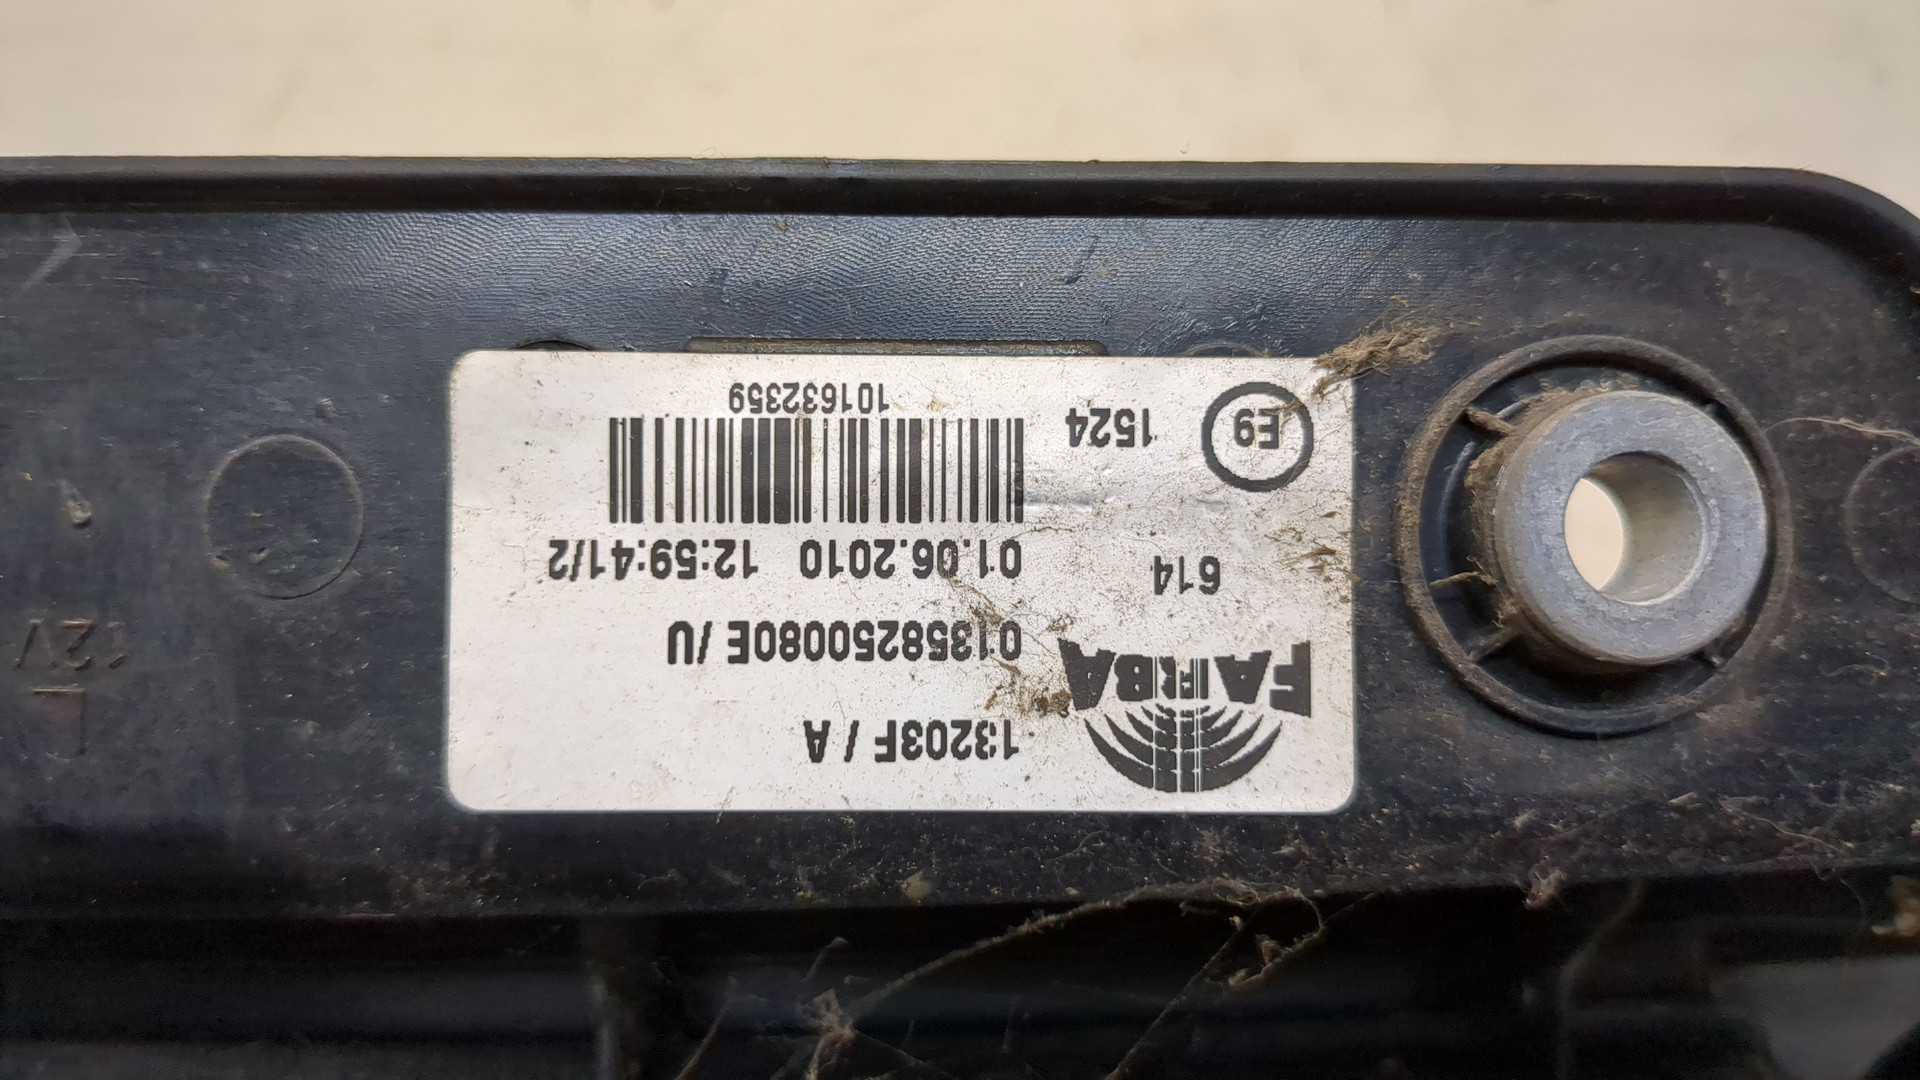 FARBA
13203F / A
01358250080E /U
614
01.06.2010 12:59:41/2
E9 1524
101632359
L
12V